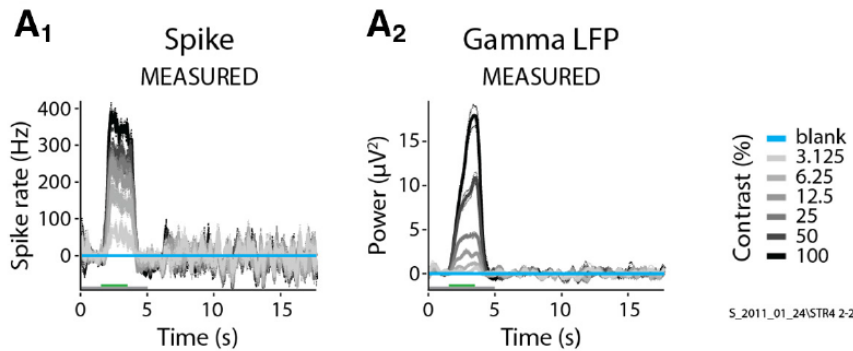 A1
Spike
MEASURED
Spike rate (Hz)
400
300
200
100
0
0
5
10
15
Time (s)
A2
Gamma LFP
MEASURED
Power (µV²)
15
10
5
0
0
5
10
15
Time (s)
Contrast (%)
blank
3.125
6.25
12.5
25
50
100
S_2011_01_24\STR4 2-2